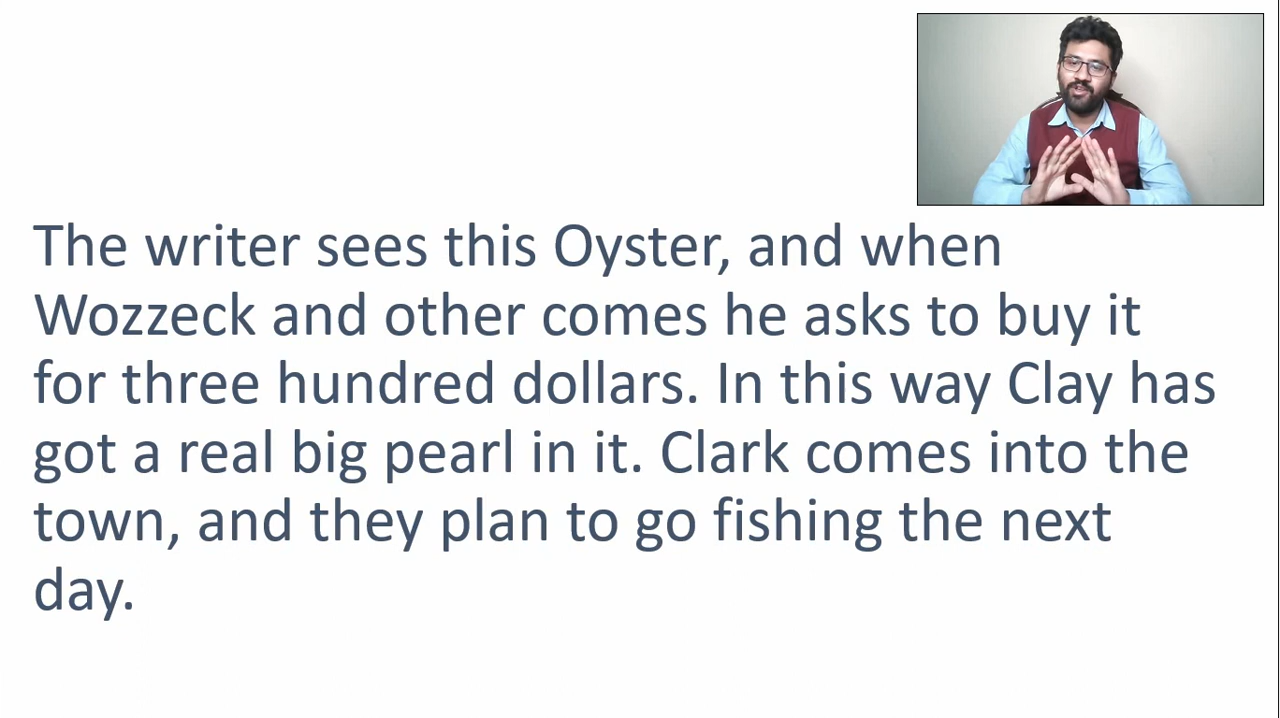 The writer sees this Oyster, and when
Wozzeck and other comes he asks to buy it
for three hundred dollars. In this way Clay has
got a real big pearl in it. Clark comes into the
town, and they plan to go fishing the next
day.